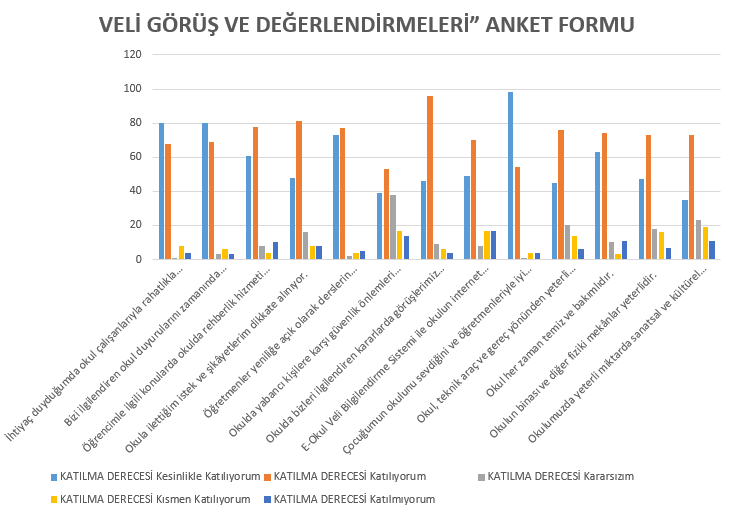 VELİ GÖRÜŞ VE DEĞERLENDİRMELERİ” ANKET FORMU
120
100
80
60
40
20
0
İhtiyaç duyduğumda okul çalışanlarıyla rahatlıkla…
Bizi ilgilendiren okul duyurularını zamanında…
Öğrencimle ilgili konularda okulda rehberlik hizmeti…
Okula ilettiğim istek ve şikâyetlerim dikkate alınıyor.
Öğretmenler yeniliğe açık olarak derslerin…
Okulda yabancı kişilere karşı güvenlik önlemleri…
Okulda bizleri ilgilendiren kararlarda görüşlerimiz…
E-Okul Veli Bilgilendirme Sistemi ile okulun internet…
Çocuğumun okulunu sevdiğini ve öğretmenleriyle iyi…
Okul, teknik araç ve gereç yönünden yeterli…
Okul her zaman temiz ve bakımlıdır.
Okulun binası ve diğer fiziki mekânlar yeterlidir.
Okulumuzda yeterli miktarda sanatsal ve kültürel…
KATILMA DERECESİ Kesinlikle Katılıyorum
KATILMA DERECESİ Katılıyorum
KATILMA DERECESİ Kararsızım
KATILMA DERECESİ Kısmen Katılıyorum
KATILMA DERECESİ Katılmıyorum